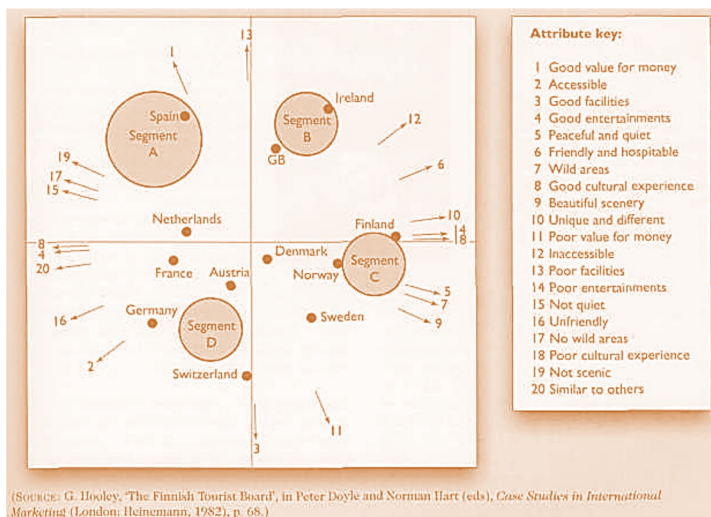 1
13
Attribute key:
1 Good value for money
2 Accessible
3 Good facilities
4 Good entertainments
5 Peaceful and quiet
6 Friendly and hospitable
7 Wild areas
8 Good cultural experience
9 Beautiful scenery
10 Unique and different
11 Poor value for money
12 Inaccessible
13 Poor facilities
14 Poor entertainments
15 Not quiet
16 Unfriendly
17 No wild areas
18 Poor cultural experience
19 Not scenic
20 Similar to others
Spain
Segment
A
Ireland
Segment
B
GB
12
6
19
17
15
Netherlands
Finland
10
14
18
8
4
20
France
Austria
Denmark
Norway
Segment
C
5
7
9
16
Germany
Segment
D
Sweden
2
Switzerland
3
11
(SOURCE: G. Hooley, 'The Finnish Tourist Board', in Peter Doyle and Norman Hart (eds), Case Studies in International
Marketing (London: Heinemann, 1982), p. 68.)